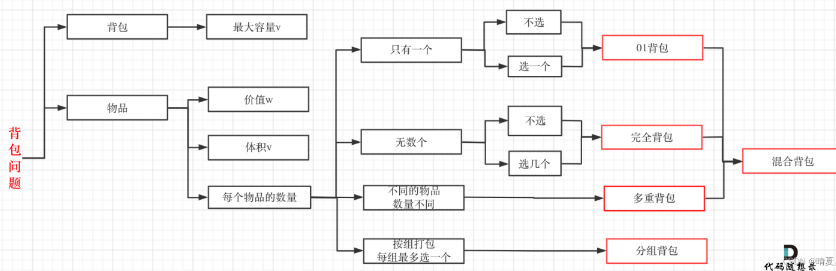 背包问题
背包
最大容量v
物品
价值w
体积v
每个物品的数量
只有一个
不选
选一个
01背包
无数个
不选
选几个
完全背包
不同的物品
数量不同
多重背包
混合背包
按组打包
每组最多选一个
分组背包
代码随想录